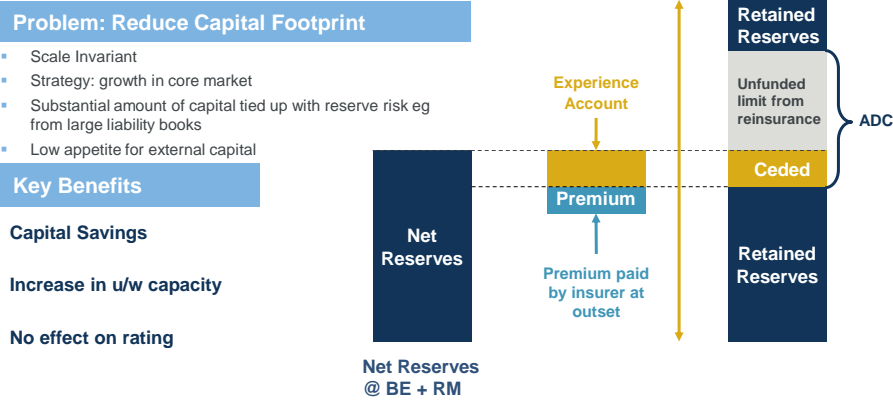 Problem: Reduce Capital Footprint
Scale Invariant
Strategy: growth in core market
Substantial amount of capital tied up with reserve risk eg
from large liability books
Low appetite for external capital
Key Benefits
Capital Savings
Increase in u/w capacity
No effect on rating
Net
Reserves
Net Reserves
@ BE + RM
Experience
Account
Premium
Premium paid
by insurer at
outset
Retained
Reserves
Unfunded
limit from
reinsurance
ADC
Ceded
Retained
Reserves